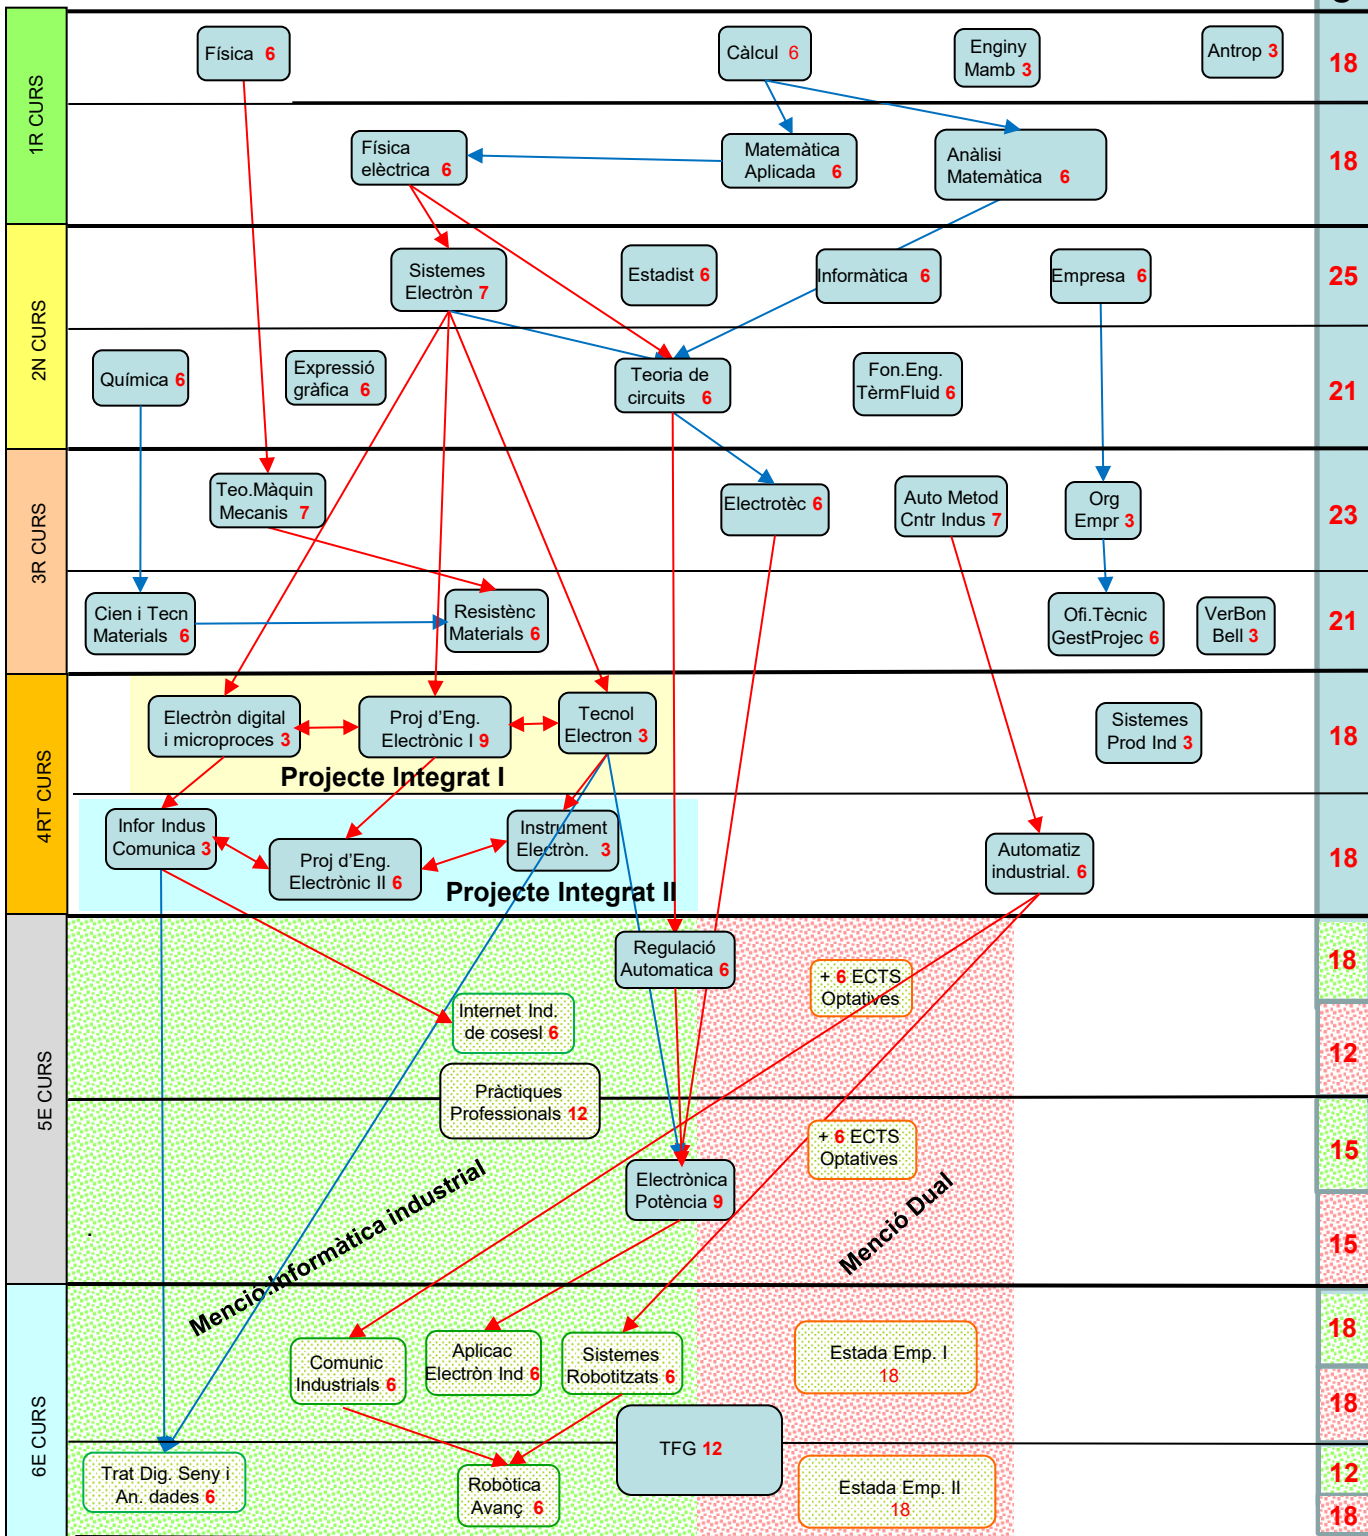 1R CURS
Física 6
Càlcul 6
Enginy
Mamb 3
Antrop 3
18
Física
elèctrica 6
Matemàtica
Aplicada 6
Anàlisi
Matemàtica 6
18
2N CURS
Sistemes
Electròn 7
Estadist 6
Informàtica 6
Empresa 6
25
Química 6
Expressió
gràfica 6
Teoria de
circuits 6
Fon.Eng.
TèrmFluid 6
21
3R CURS
Teo.Màquin
Mecanis 7
Electrotèc 6
Auto Metod
Cntr Indus 7
Org
Empr 3
23
Cien i Tecn
Materials 6
Resistènc
Materials 6
Ofi.Tècnic
GestProjec 6
VerBon
Bell 3
21
4RT CURS
Electròn digital
i microproces 3
Proj d'Eng.
Electrònic I 9
Tecnol
Electron 3
Sistemes
Prod Ind 3
18
Projecte Integrat I
Infor Indus
Comunica 3
Proj d'Eng.
Electrònic II 6
Instrument
Electròn. 3
Automatiz
industrial. 6
18
Projecte Integrat II
5E CURS
Regulació
Automatica 6
+ 6 ECTS
Optatives
18
Internet Ind.
de cosesl 6
12
Pràctiques
Professionals 12
+ 6 ECTS
Optatives
15
Electrònica
Potència 9
15
Menció.Informàtica industrial
Menció Dual
6E CURS
Comunic
Industrials 6
Aplicac
Electròn Ind 6
Sistemes
Robotitzats 6
Estada Emp. I
18
18
18
TFG 12
Trat Dig. Seny i
An. dades 6
Robòtica
Avanç 6
Estada Emp. II
18
12
18